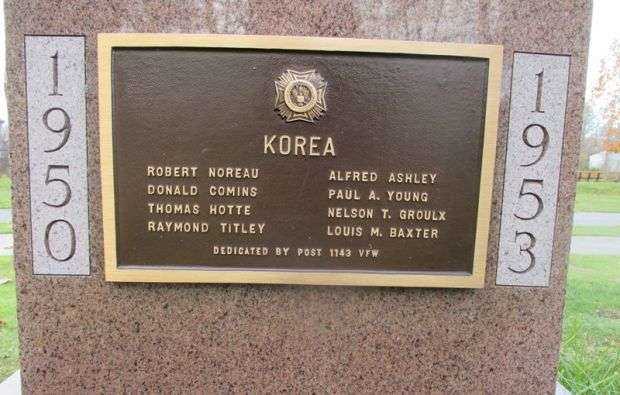 1950
KOREA
ROBERT NOREAU
DONALD COMINS
THOMAS HOTTE
RAYMOND TITLEY
ALFRED ASHLEY
PAUL A. YOUNG
NELSON T. GROULX
LOUIS M. BAXTER
DEDICATED BY POST 1143 VFW
1953